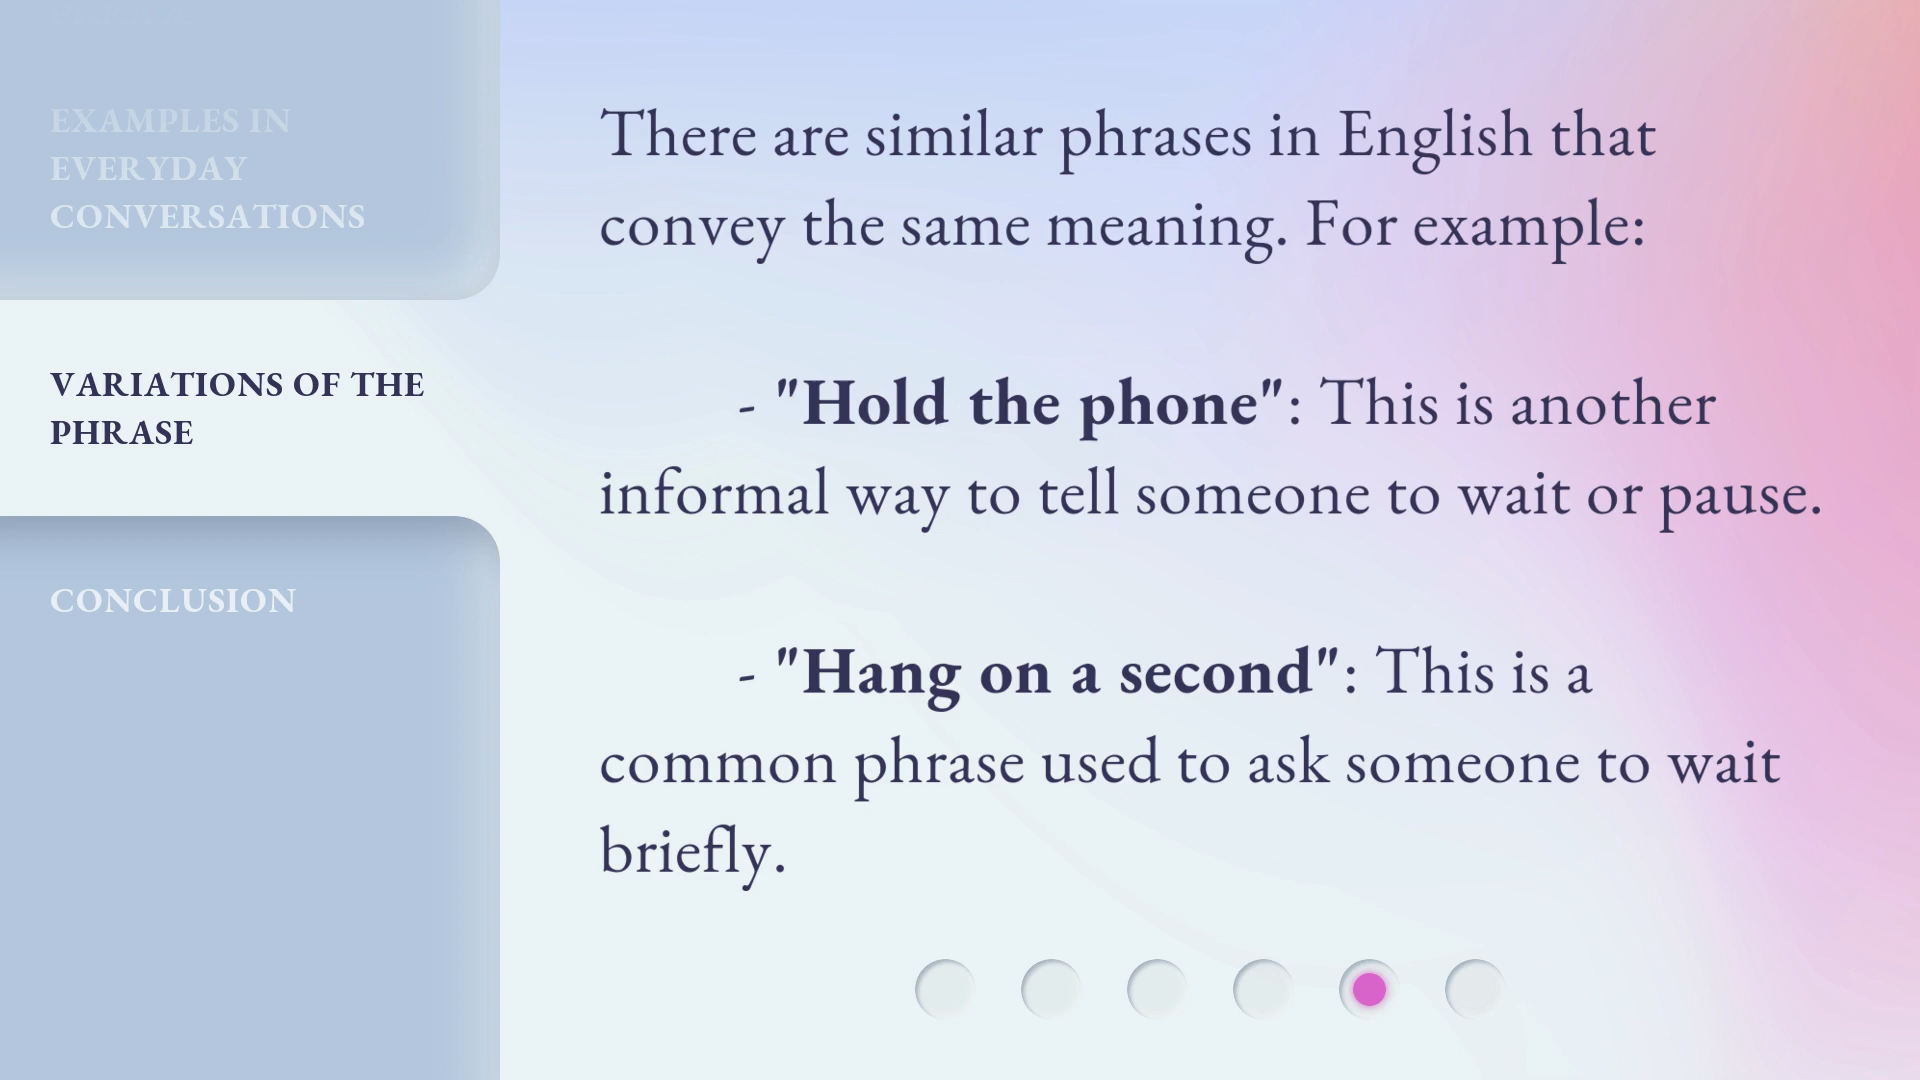 EXAMPLES IN
EVERYDAY
CONVERSATIONS
VARIATIONS OF THE
PHRASE
CONCLUSION
There are similar phrases in English that
convey the same meaning. For example:
- "Hold the phone": This is another
informal way to tell someone to wait or pause.
- "Hang on a second": This is a
common phrase used to ask someone to wait
briefly.